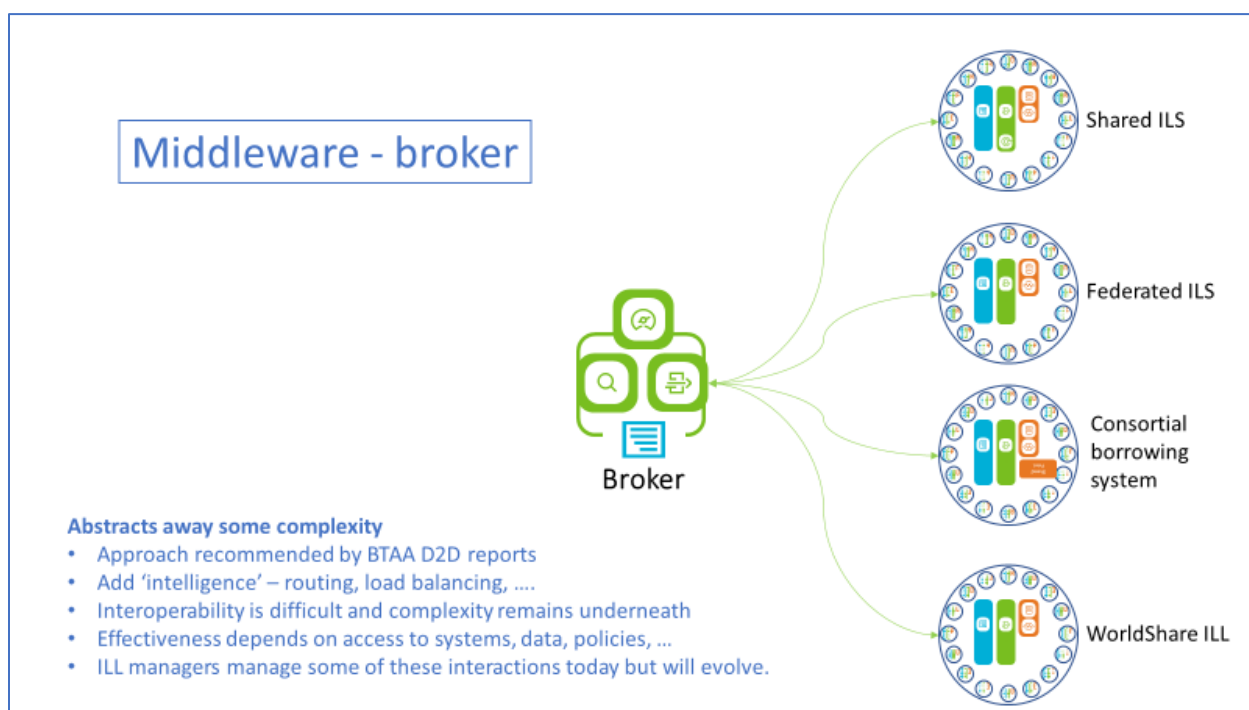 Middleware - broker
Shared ILS
Federated ILS
Consortial
borrowing
system
WorldShare ILL
Broker
Abstracts away some complexity
• Approach recommended by BTAA D2D reports
• Add ‘intelligence’ – routing, load balancing, ….
• Interoperability is difficult and complexity remains underneath
• Effectiveness depends on access to systems, data, policies, …
• ILL managers manage some of these interactions today but will evolve.